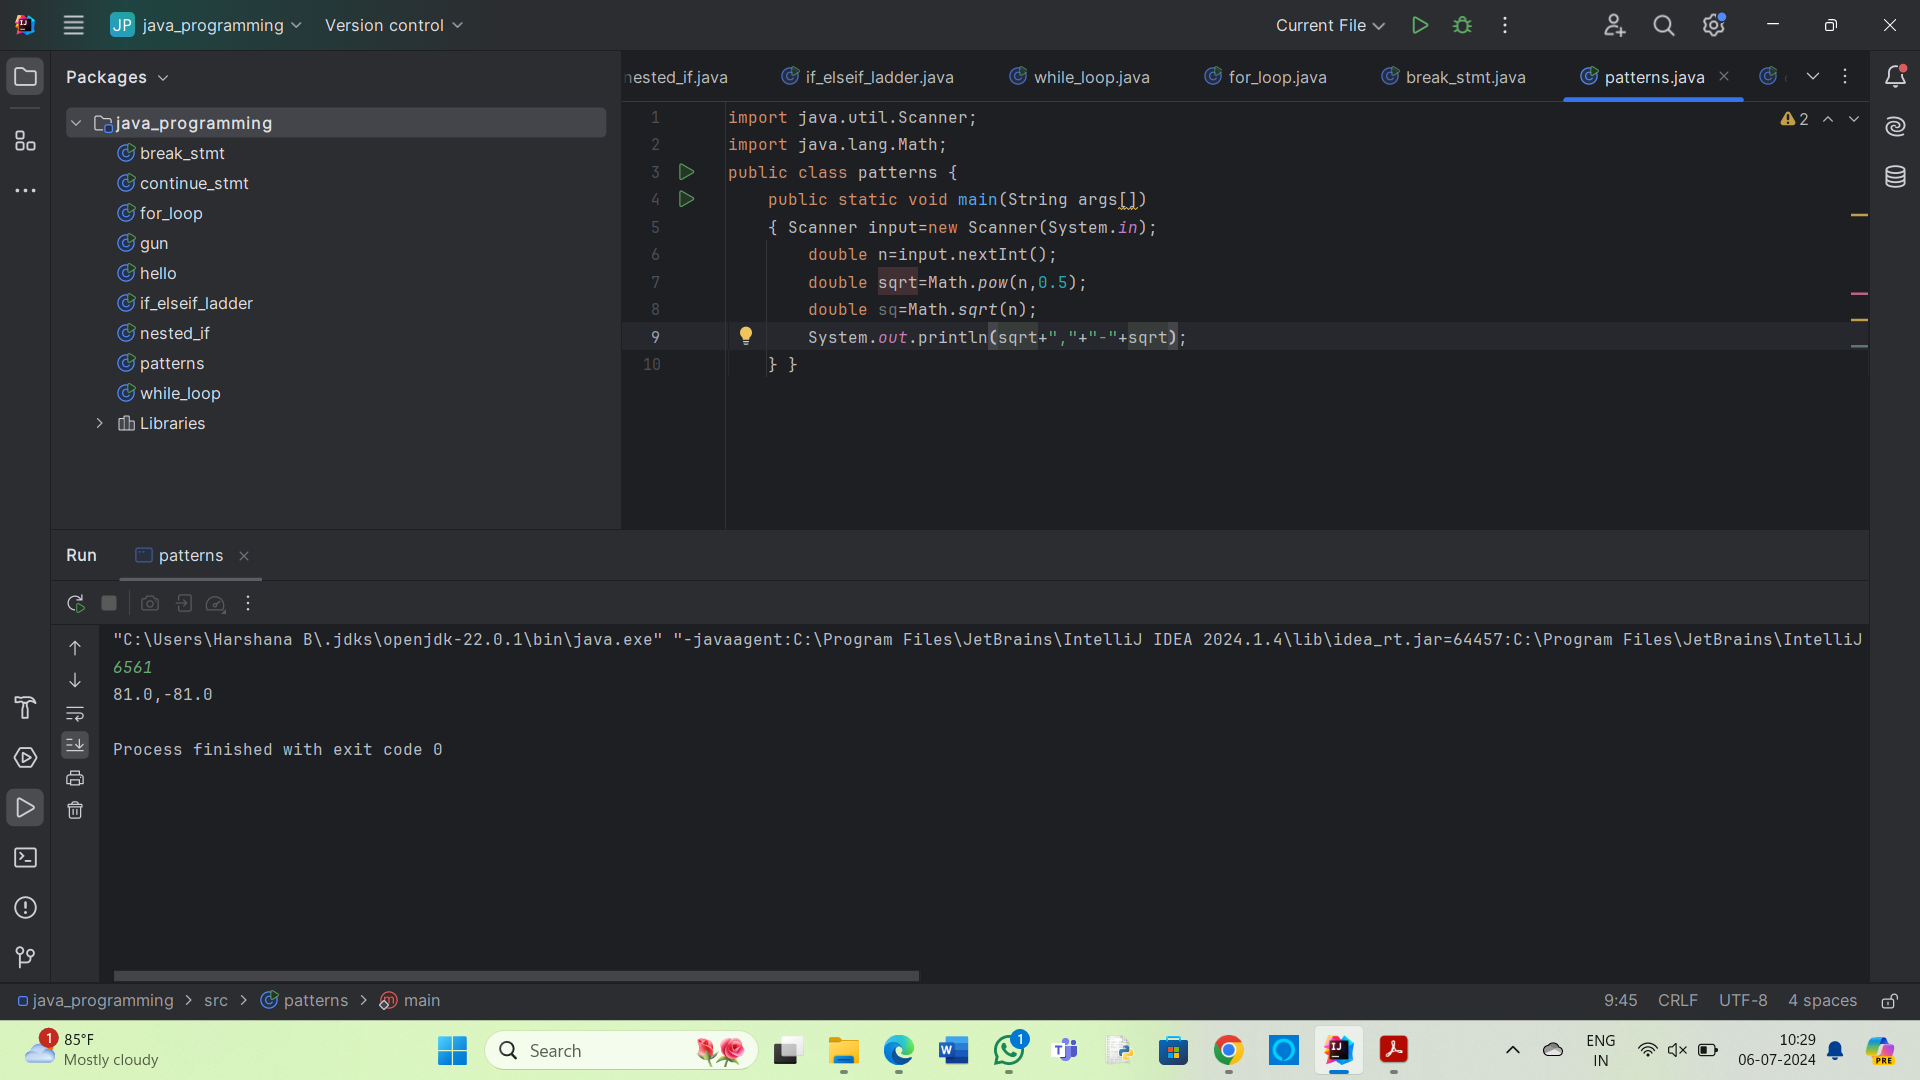 JP java_programming Version control Current File
Packages
nested_if.java if_elseif_ladder.java while_loop.java for_loop.java break_stmt.java patterns.java
java_programming
break_stmt
continue_stmt
for_loop
gun
hello
if_elseif_ladder
nested_if
patterns
while_loop
Libraries
1 import java.util.Scanner;
2 import java.lang.Math;
3 public class patterns {
4 public static void main(String args[])
5 { Scanner input=new Scanner(System.in);
6 double n=input.nextInt();
7 double sqrt=Math.pow(n,0.5);
8 double sq=Math.sqrt(n);
9 System.out.println(sqrt+","+"-"+sqrt);
10 } }
2
Run patterns
"C:\Users\Harshana B\.jdks\openjdk-22.0.1\bin\java.exe" "-javaagent:C:\Program Files\JetBrains\IntelliJ IDEA 2024.1.4\lib\idea_rt.jar=64457:C:\Program Files\JetBrains\IntelliJ
6561
81.0,-81.0
Process finished with exit code 0
java_programming > src > patterns > main 9:45 CRLF UTF-8 4 spaces
1 85°F
Mostly cloudy
Search
1
ENG
IN
10:29
06-07-2024
PRE